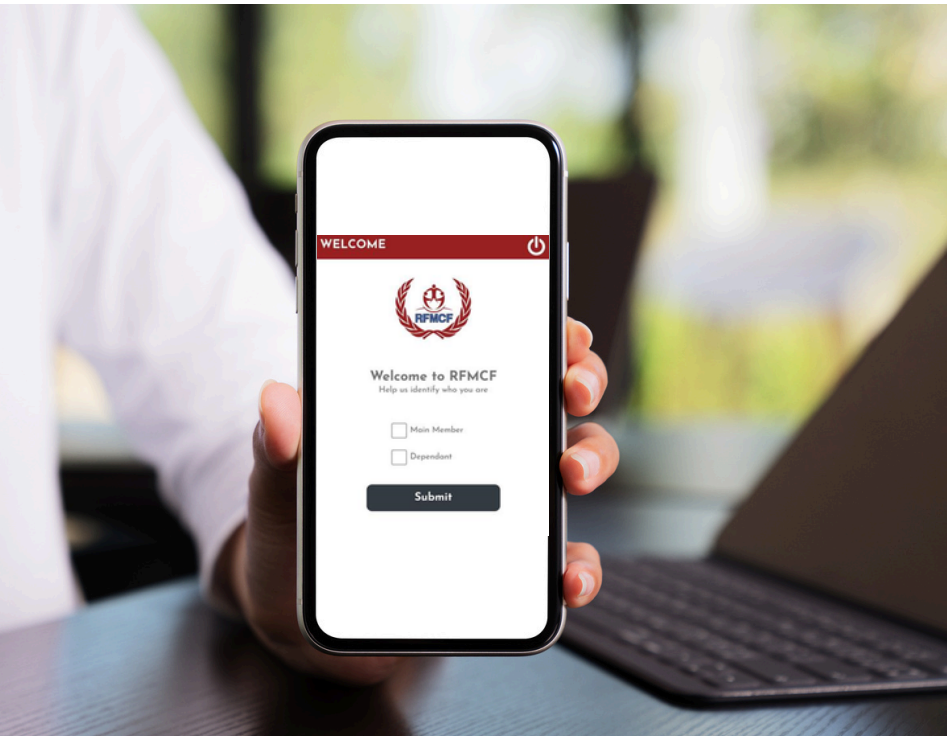 WELCOME
RFMCF
Welcome to RFMCF
Help us identify who you are
Main Member
Dependant
Submit